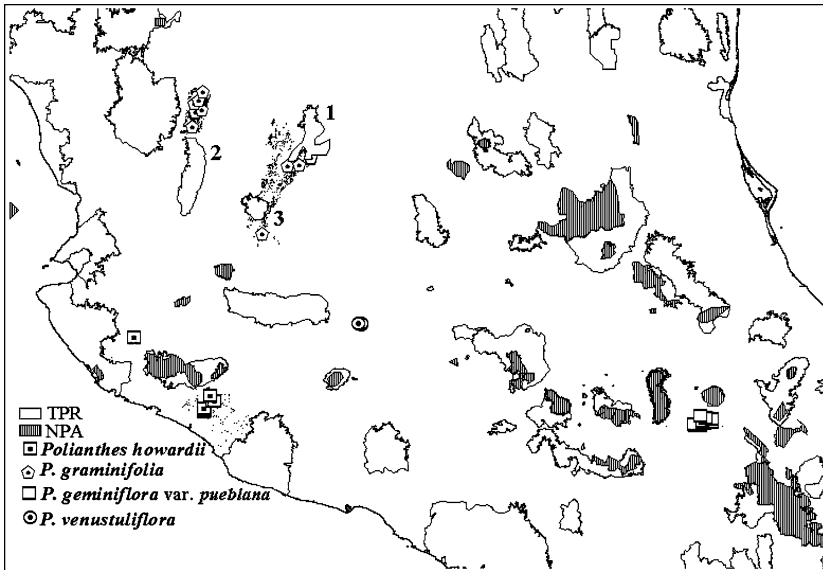 1
2
3
TPR
NPA
Polianthes howardii
P. graminifolia
P. geminiflora var. pueblana
P. venustuliflora